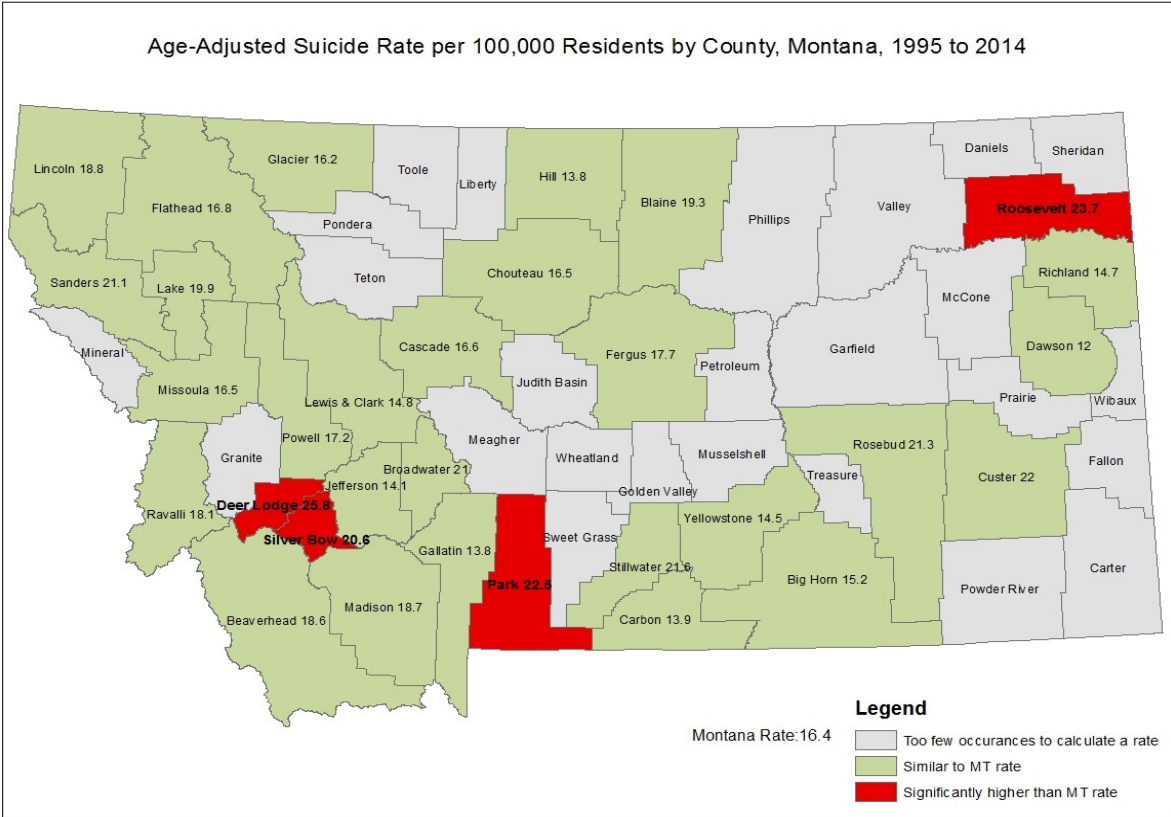 Age-Adjusted Suicide Rate per 100,000 Residents by County, Montana, 1995 to 2014
Lincoln 18.8
Flathead 16.8
Glacier 16.2
Toole
Liberty
Hill 13.8
Blaine 19.3
Phillips
Valley
Daniels
Sheridan
Roosevelt 23.7
Pondera
Teton
Chouteau 16.5
Sanders 21.1
Lake 19.9
Richland 14.7
McCone
Mineral
Missoula 16.5
Cascade 16.6
Judith Basin
Fergus 17.7
Petroleum
Garfield
Dawson 12
Prairie
Wibaux
Lewis & Clark 14.8
Powell 17.2
Granite
Meagher
Wheatland
Musselshell
Golden Valley
Rosebud 21.3
Treasure
Custer 22
Fallon
Broadwater 21
Jefferson 14.1
Deer Lodge 25.8
Ravalli 18.1
Silver Bow 20.6
Gallatin 13.8
Park 22.5
Sweet Grass
Stillwater 21.6
Yellowstone 14.5
Big Horn 15.2
Powder River
Carter
Beaverhead 18.6
Madison 18.7
Carbon 13.9
Montana Rate:16.4
Legend
Too few occurances to calculate a rate
Similar to MT rate
Significantly higher than MT rate